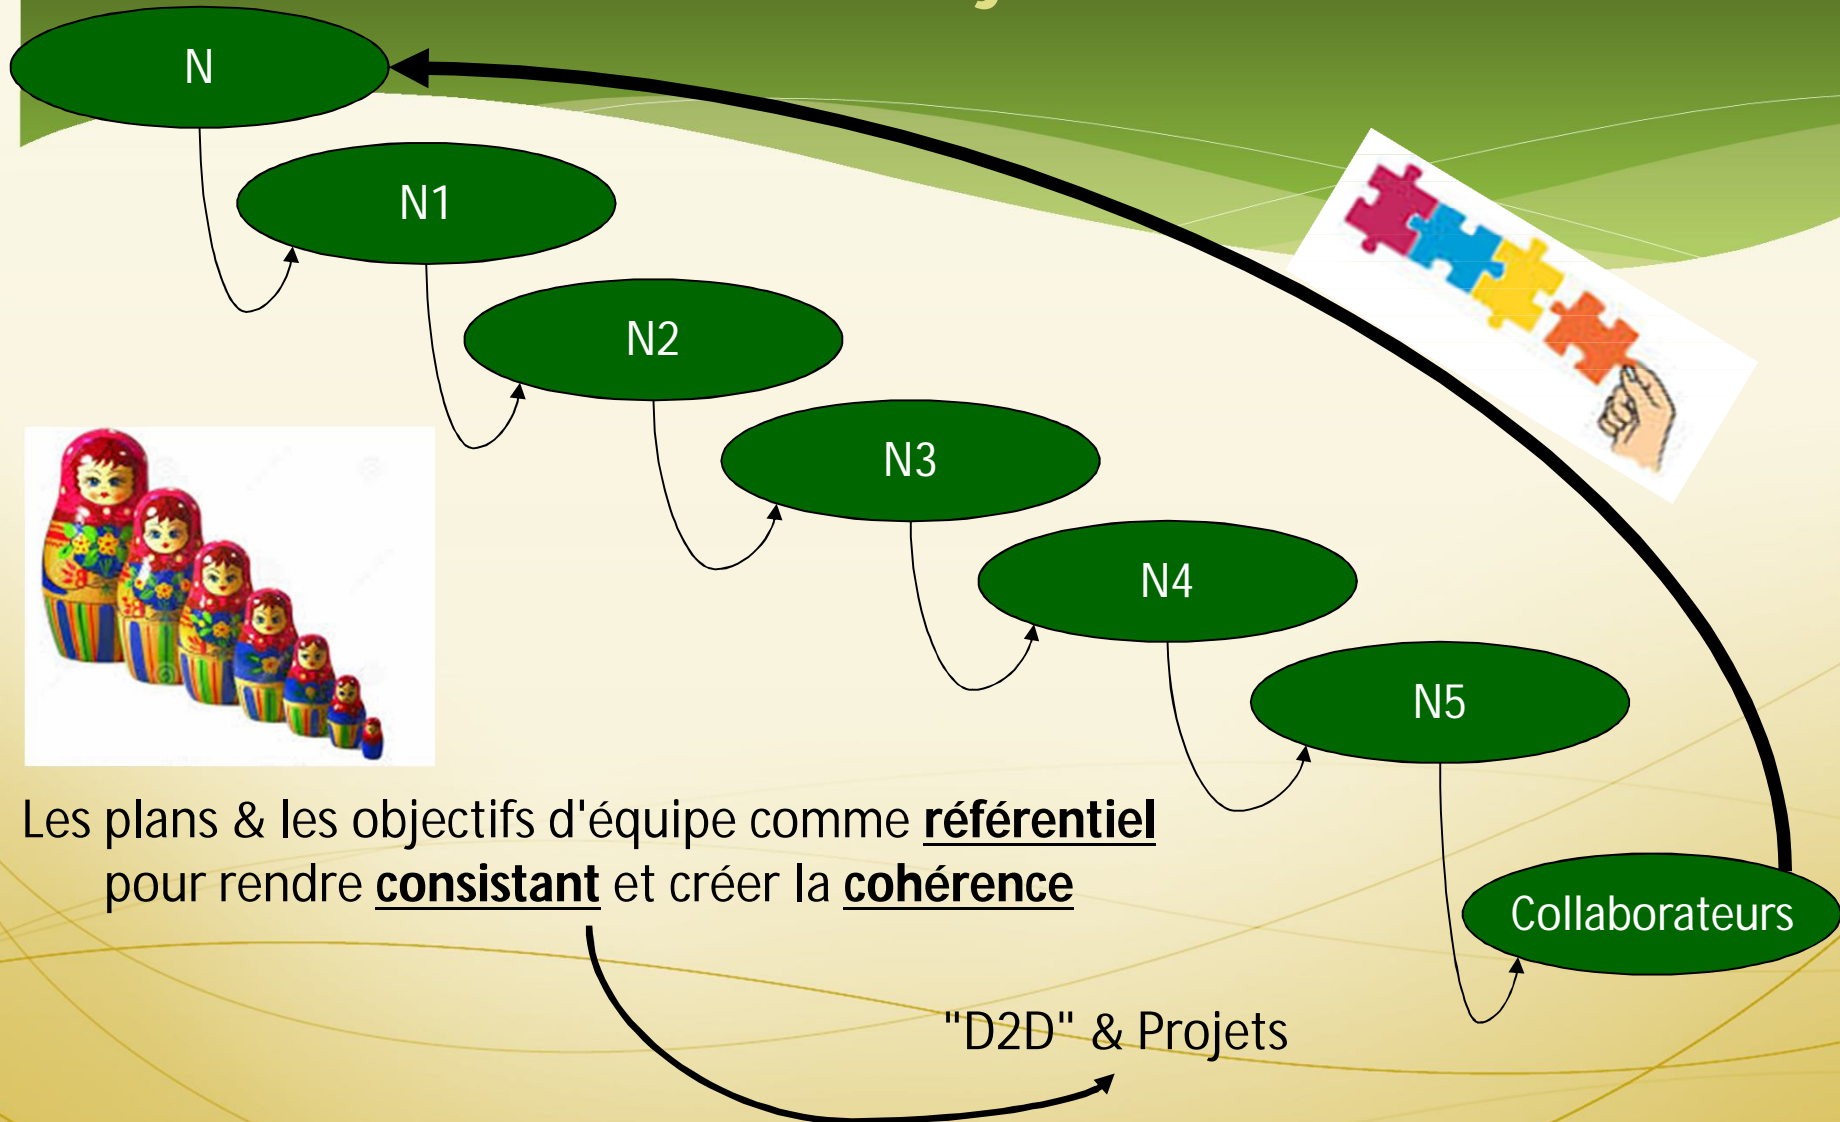 N
N1
N2
N3
N4
N5
Les plans & les objectifs d'équipe comme référentiel
pour rendre consistant et créer la cohérence
Collaborateurs
"D2D" & Projets